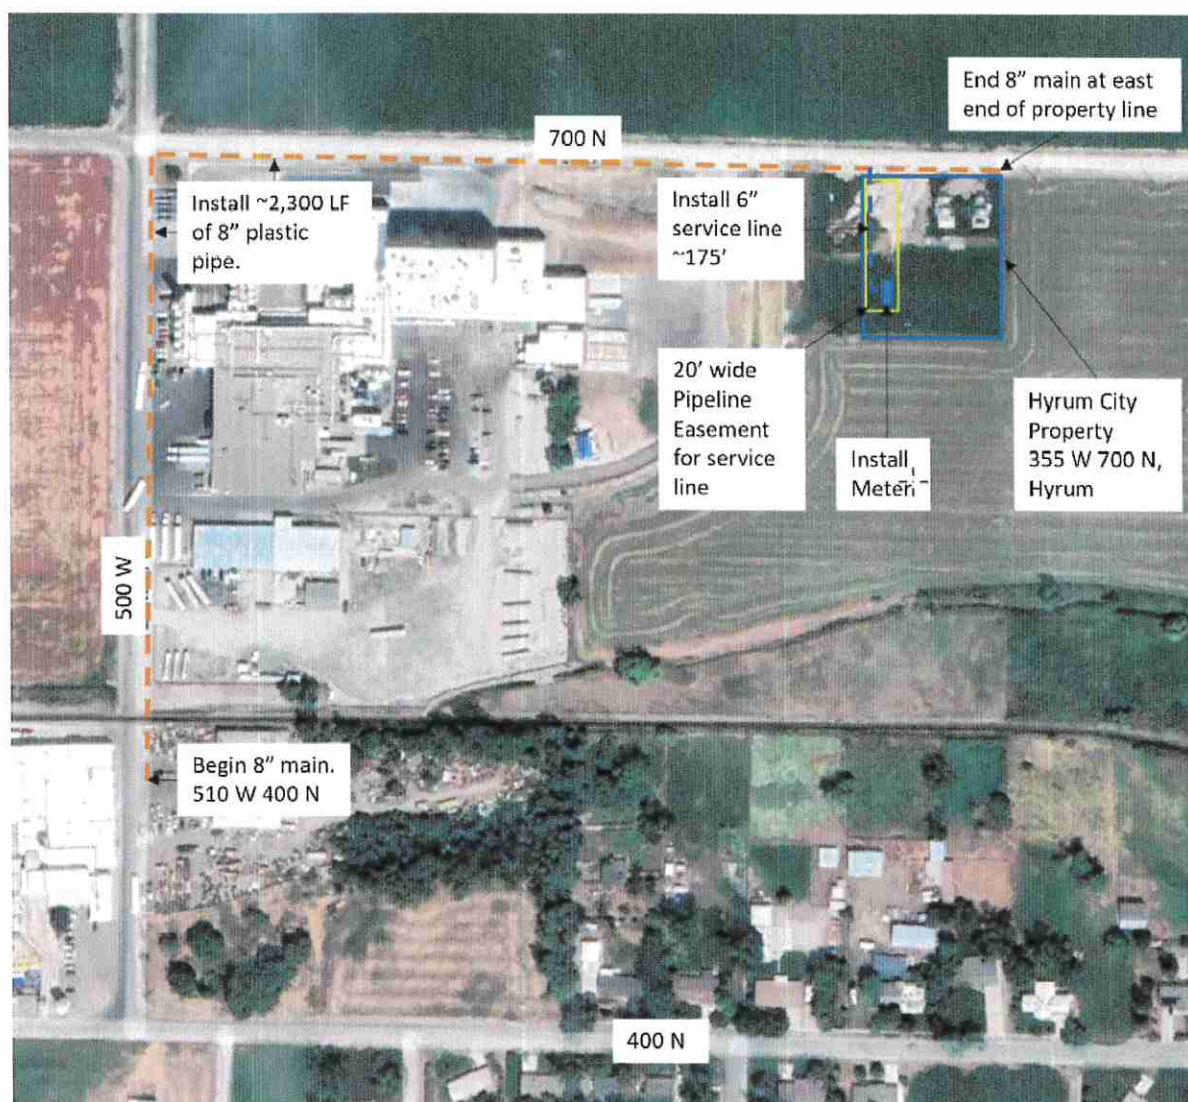 End 8” main at east
end of property line
700 N
Install ~2,300 LF
of 8” plastic
pipe.
Install 6”
service line
~175’
20’ wide
Pipeline
Easement
for service
line
Install
Meter
Hyrum City
Property
355 W 700 N,
Hyrum
500 W
Begin 8” main.
510 W 400 N
400 N